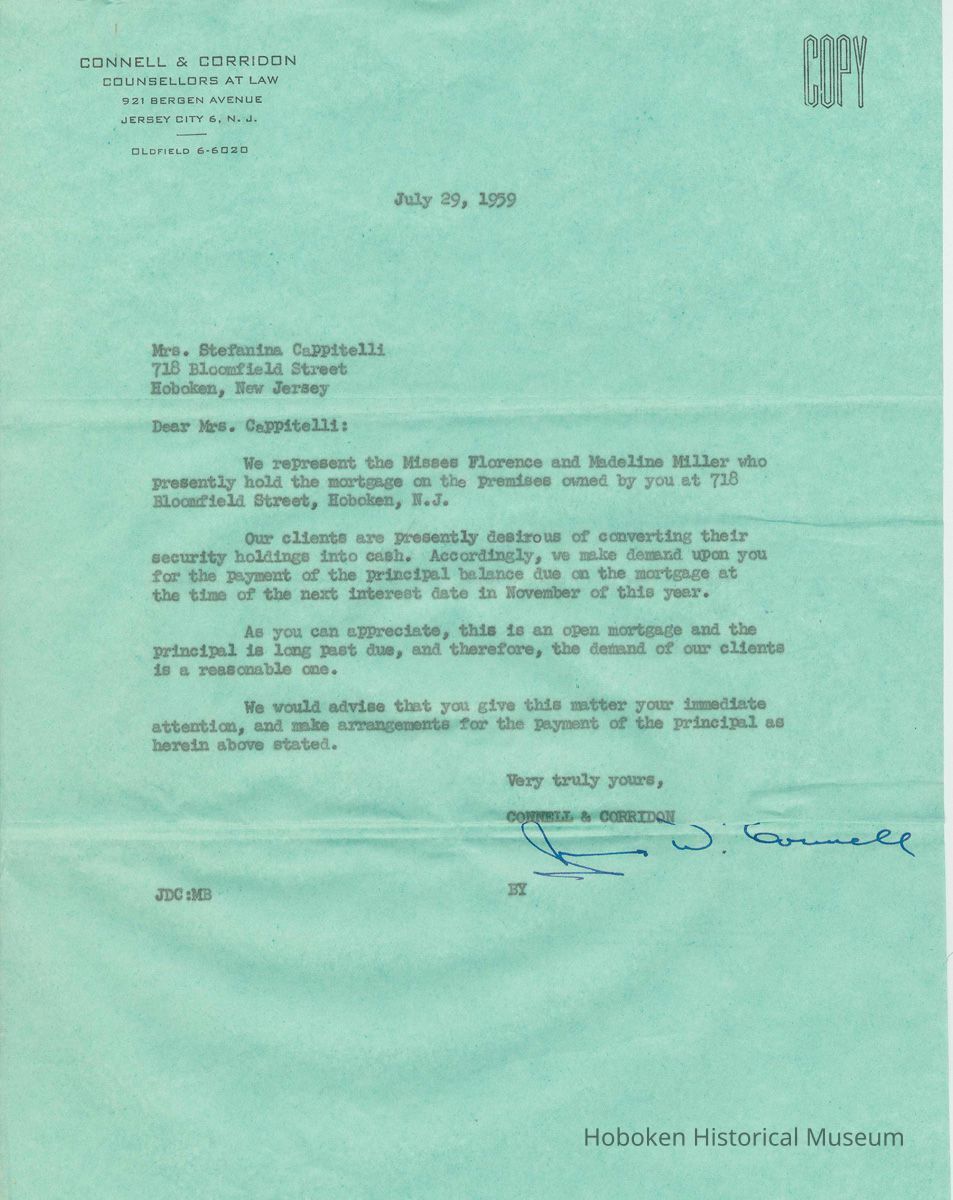 CONNELL & CORRIDON
COUNSELLORS AT LAW
921 BERGEN AVENUE
JERSEY CITY 6, N. J.
OLDFIELD 6-6020
COPY
July 29, 1959
Mrs. Stefanina Cappitelli
718 Bloomfield Street
Hoboken, New Jersey
Dear Mrs. Cappitelli:
We represent the Misses Florence and Madeline Miller who
presently hold the mortgage on the premises owned by you at 718
Bloomfield Street, Hoboken, N.J.
Our clients are presently desirous of converting their
security holdings into cash. Accordingly, we make demand upon you
for the payment of the principal balance due on the mortgage at
the time of the next interest date in November of this year.
As you can appreciate, this is an open mortgage and the
principal is long past due, and therefore, the demand of our clients
is a reasonable one.
We would advise that you give this matter your immediate
attention, and make arrangements for the payment of the principal as
herein above stated.
Very truly yours,
CONNELL & CORRIDON
W. Connell
JDC:MB
BY
Hoboken Historical Museum